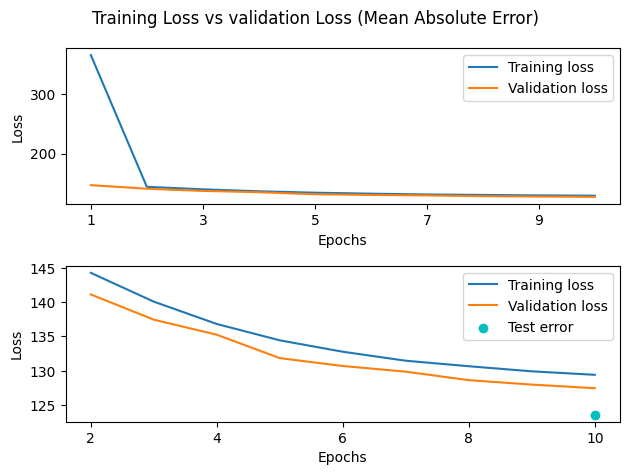 Training Loss vs validation Loss (Mean Absolute Error)
300
200
Loss
Training loss
Validation loss
1 3 5 7 9
Epochs
145
140
135
130
125
Loss
Training loss
Validation loss
Test error
2 4 6 8 10
Epochs